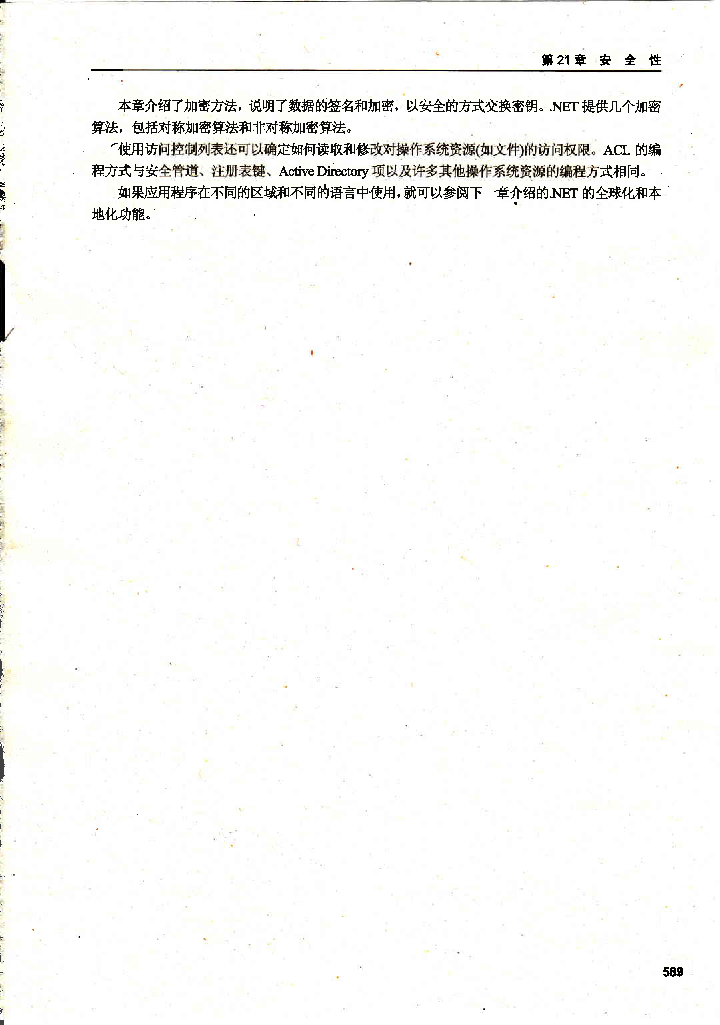 第21章 安 全 性
本章介绍了加密方法，说明了数据的签名和加密，以安全的方式交换密钥。.NET 提供几个加密
算法，包括对称加密算法和非对称加密算法。
使用访问控制列表还可以确定如何读取和修改对操作系统资源(如文件)的访问权限。ACL 的编
程方式与安全管道、注册表键、Active Directory 项以及许多其他操作系统资源的编程方式相同。
如果应用程序在不同的区域和不同的语言中使用，就可以参阅下一章介绍的.NET 的全球化和本
地化功能。
589